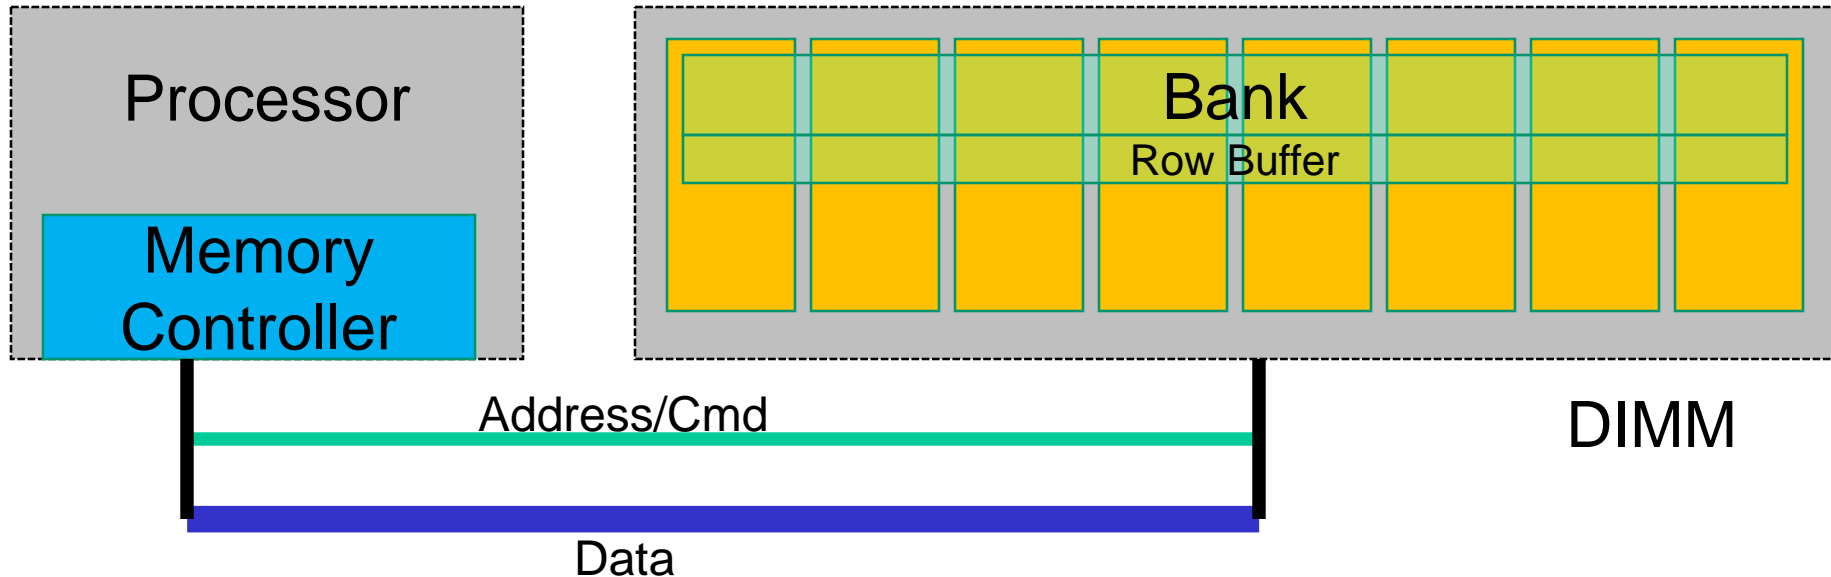 Processor
Memory
Controller
Bank
Row Buffer
Address/Cmd
Data
DIMM